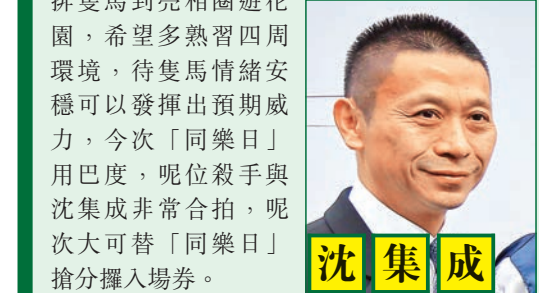 排隻馬到亮相圈遊花
園，希望多熟習四周
環境，待隻馬情緒安
穩可以發揮出預期威
力，今次「同樂日」
用巴度，呢位殺手與
沈集成非常合拍，呢
次大可替「同樂日」
搶分攞入場券。
沈集成